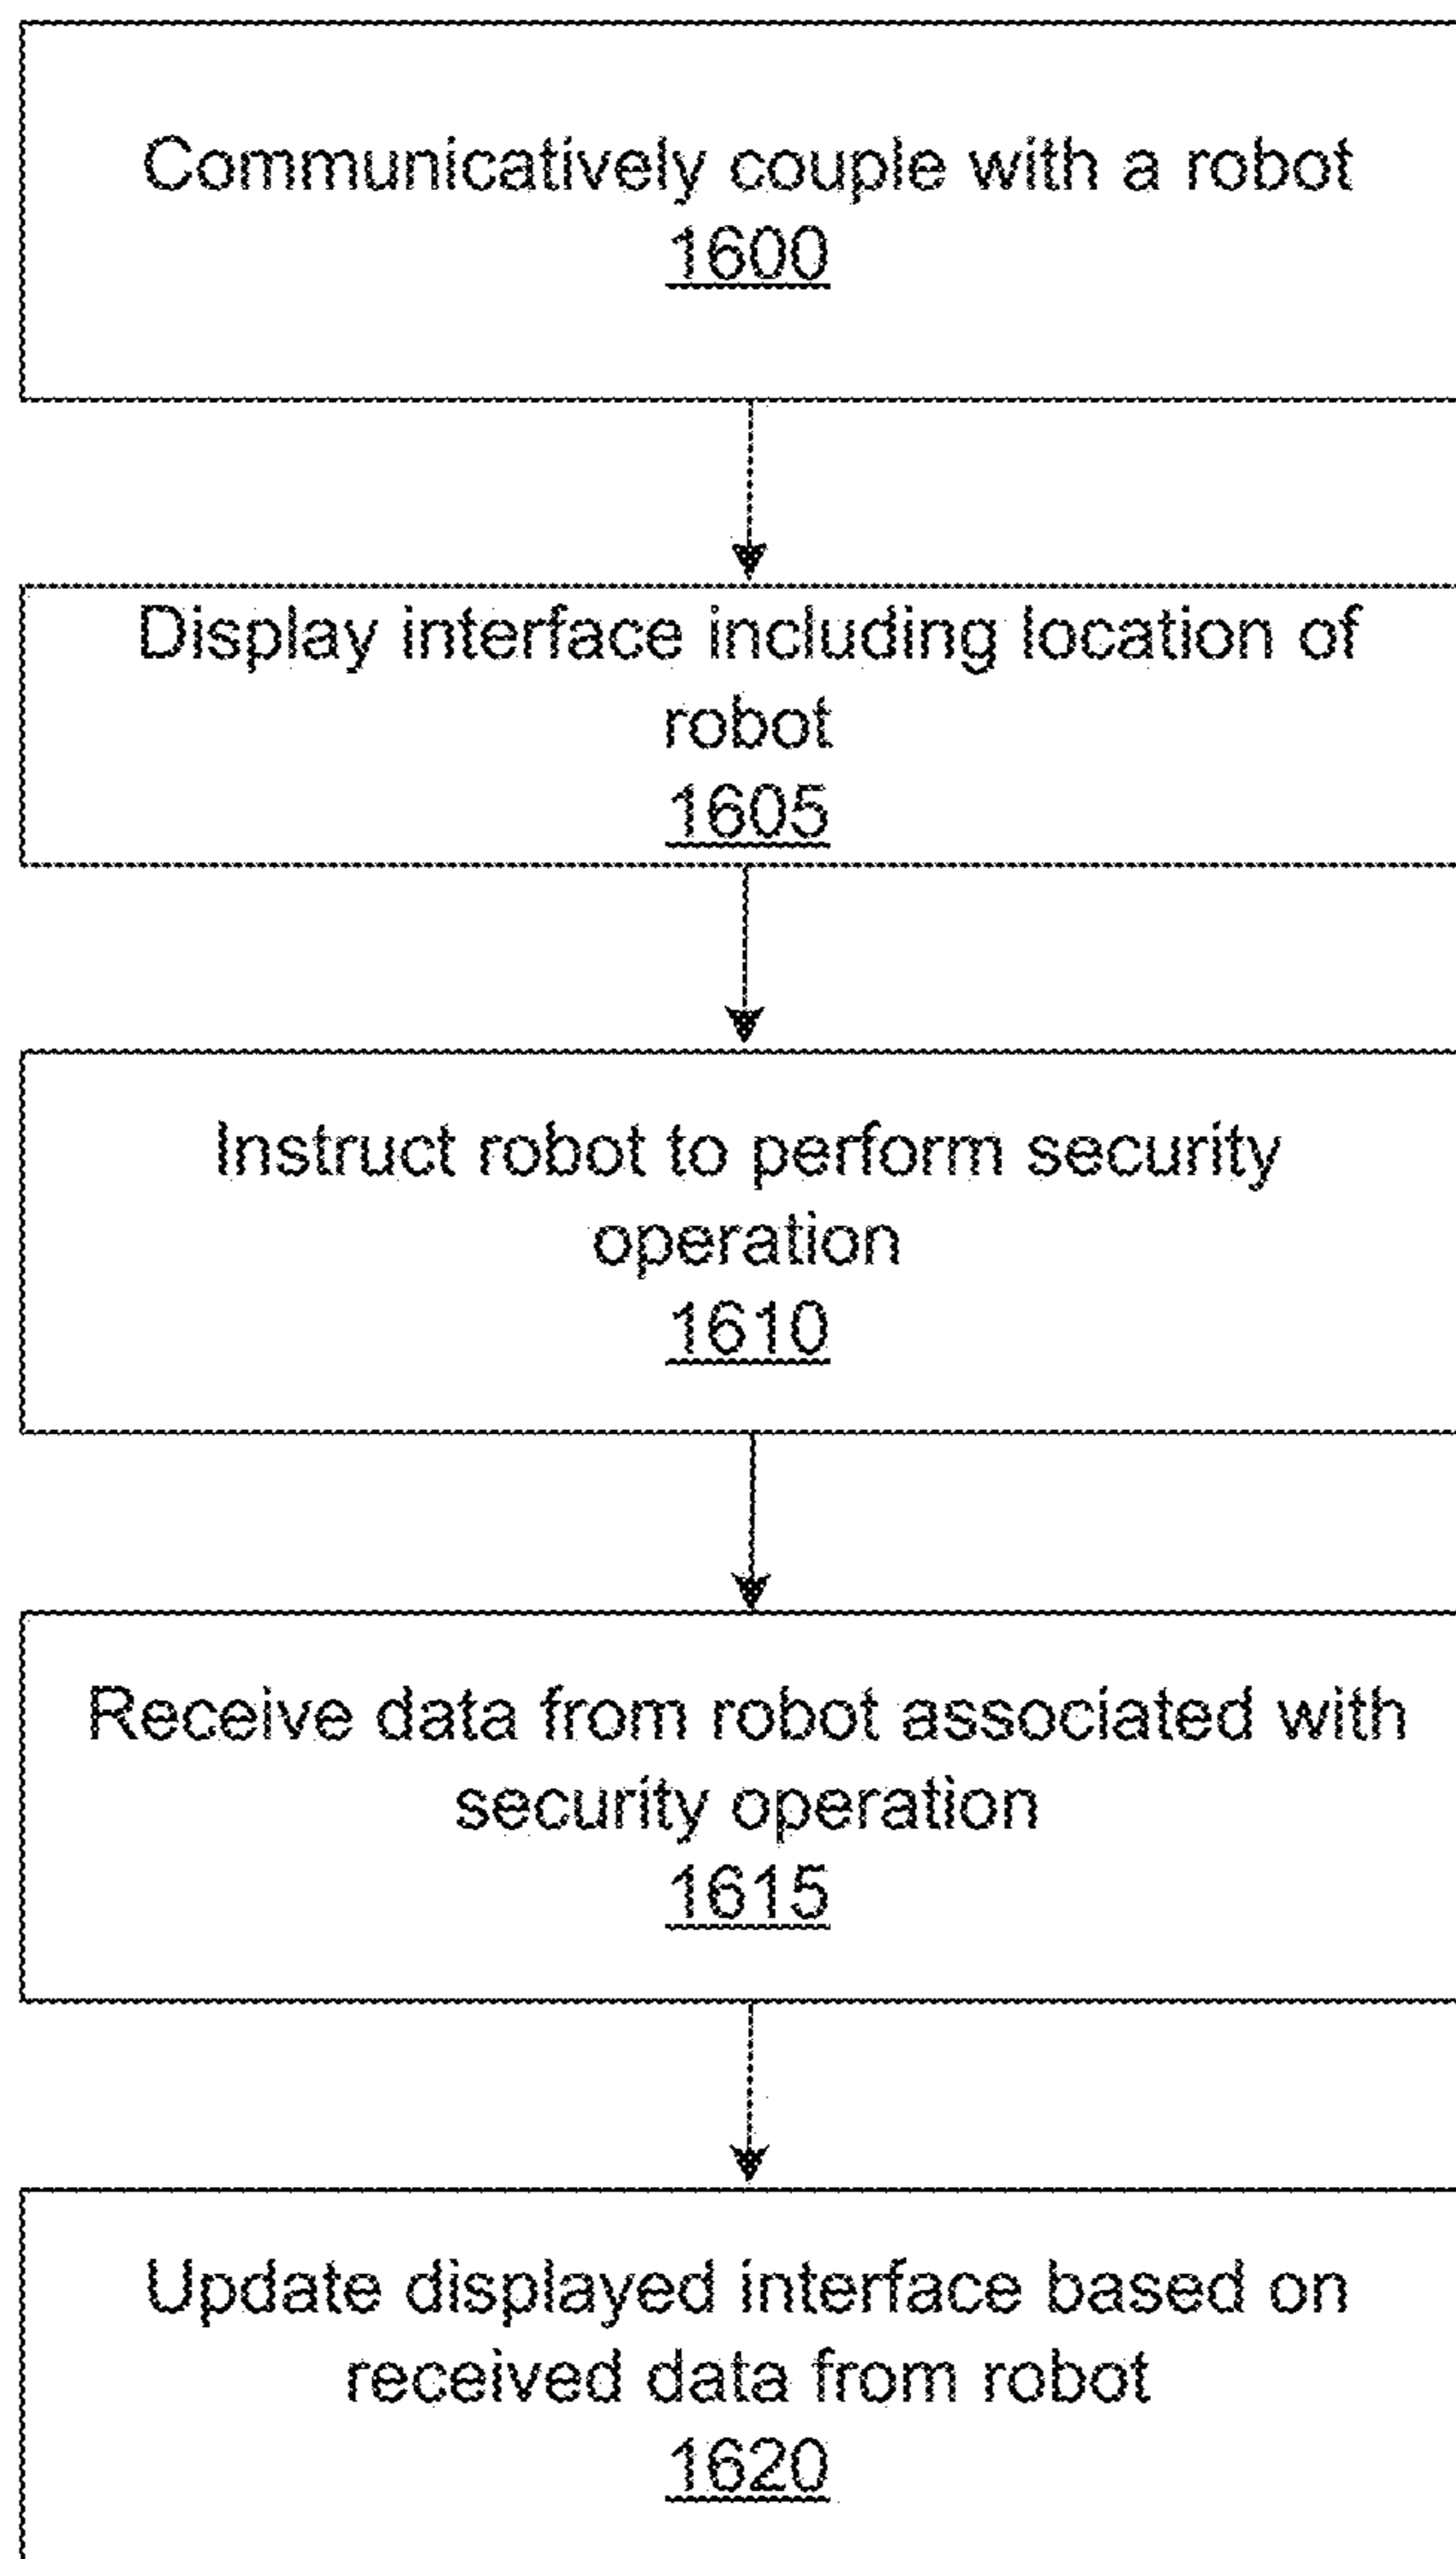 Communicatively couple with a robot
1600
Display interface including location of
robot
1605
Instruct robot to perform security
operation
1610
Receive data from robot associated with
security operation
1615
Update displayed interface based on
received data from robot
1620